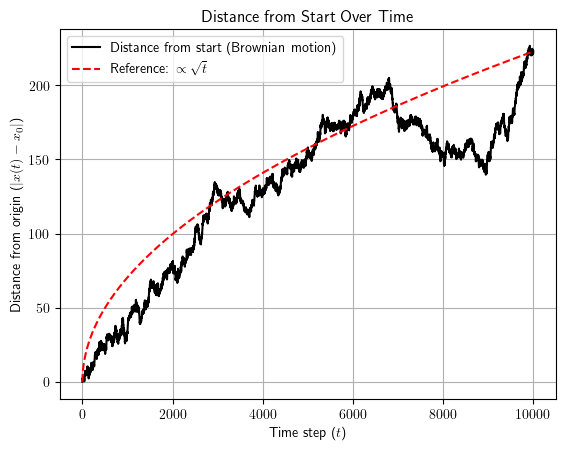 Distance from Start Over Time
Distance from start (Brownian motion)
Reference: ∝ √t
Distance from origin (|x(t) − x₀|)
200
150
100
50
0
0 2000 4000 6000 8000 10000
Time step (t)